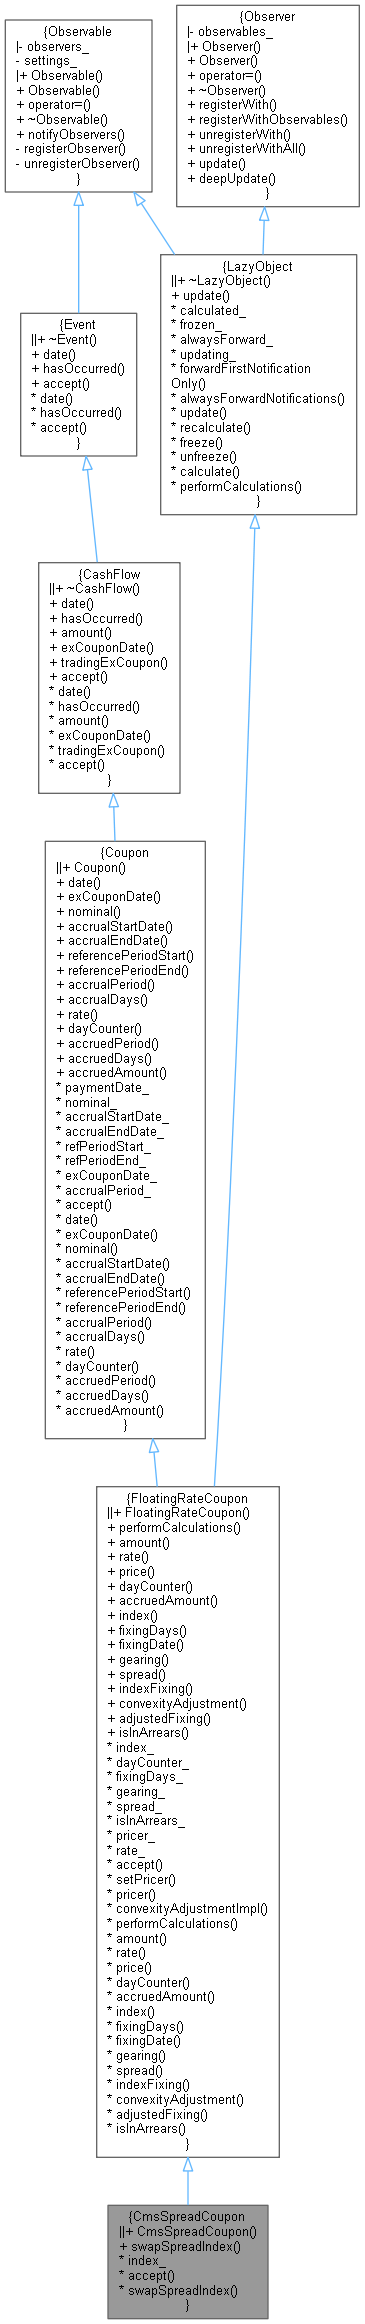 {Observable
|- observers_
- settings_
|+ Observable()
+ Observable()
+ operator=()
+ ~Observable()
+ notifyObservers()
- registerObserver()
- unregisterObserver()
}
{Observer
|- observables_
|+ Observer()
+ Observer()
+ operator=()
+ ~Observer()
+ registerWith()
+ registerWithObservables()
+ unregisterWith()
+ unregisterWithAll()
+ update()
+ deepUpdate()
}
{LazyObject
||+ ~LazyObject()
+ update()
* calculated_
* frozen_
* alwaysForward_
* updating_
* forwardFirstNotification
Only()
* alwaysForwardNotifications()
* update()
* recalculate()
* freeze()
* unfreeze()
* calculate()
* performCalculations()
}
{Event
||+ ~Event()
+ date()
+ hasOccurred()
+ accept()
* date()
* hasOccurred()
* accept()
}
{CashFlow
||+ ~CashFlow()
+ date()
+ hasOccurred()
+ amount()
+ exCouponDate()
+ tradingExCoupon()
+ accept()
* date()
* hasOccurred()
* amount()
* exCouponDate()
* tradingExCoupon()
* accept()
}
{Coupon
||+ Coupon()
+ date()
+ exCouponDate()
+ nominal()
+ accrualStartDate()
+ accrualEndDate()
+ referencePeriodStart()
+ referencePeriodEnd()
+ accrualPeriod()
+ accrualDays()
+ rate()
+ dayCounter()
+ accruedPeriod()
+ accruedDays()
+ accruedAmount()
* paymentDate_
* nominal_
* accrualStartDate_
* accrualEndDate_
* refPeriodStart_
* refPeriodEnd_
* exCouponDate_
* accrualPeriod_
* accept()
* date()
* exCouponDate()
* nominal()
* accrualStartDate()
* accrualEndDate()
* referencePeriodStart()
* referencePeriodEnd()
* accrualPeriod()
* accrualDays()
* rate()
* dayCounter()
* accruedPeriod()
* accruedDays()
* accruedAmount()
}
{FloatingRateCoupon
||+ FloatingRateCoupon()
+ performCalculations()
+ amount()
+ rate()
+ price()
+ dayCounter()
+ accruedAmount()
+ index()
+ fixingDays()
+ fixingDate()
+ gearing()
+ spread()
+ indexFixing()
+ convexityAdjustment()
+ adjustedFixing()
+ isInArrears()
* index_
* dayCounter_
* fixingDays_
* gearing_
* spread_
* isInArrears_
* pricer_
* rate_
* accept()
* setPricer()
* pricer()
* convexityAdjustmentImpl()
* performCalculations()
* amount()
* rate()
* price()
* dayCounter()
* accruedAmount()
* index()
* fixingDays()
* fixingDate()
* gearing()
* spread()
* indexFixing()
* convexityAdjustment()
* adjustedFixing()
* isInArrears()
}
{CmsSpreadCoupon
||+ CmsSpreadCoupon()
+ swapSpreadIndex()
* index_
* accept()
* swapSpreadIndex()
}